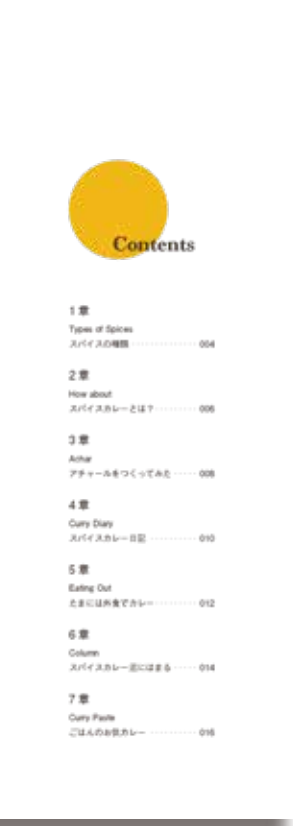 Contents
1 章
Types of Spices
スパイスの種類 ·············· 004
2 章
How about
スパイスカレーとは？ ·········· 006
3 章
Achar
アチャールをつくってみた ······ 008
4 章
Curry Diary
スパイスカレー日記 ··········· 010
5 章
Eating Out
たまには外食でカレー ·········· 012
6 章
Column
スパイスカレー沼にはまる ······ 014
7 章
Curry Paste
ごはんのお供カレー ··········· 016